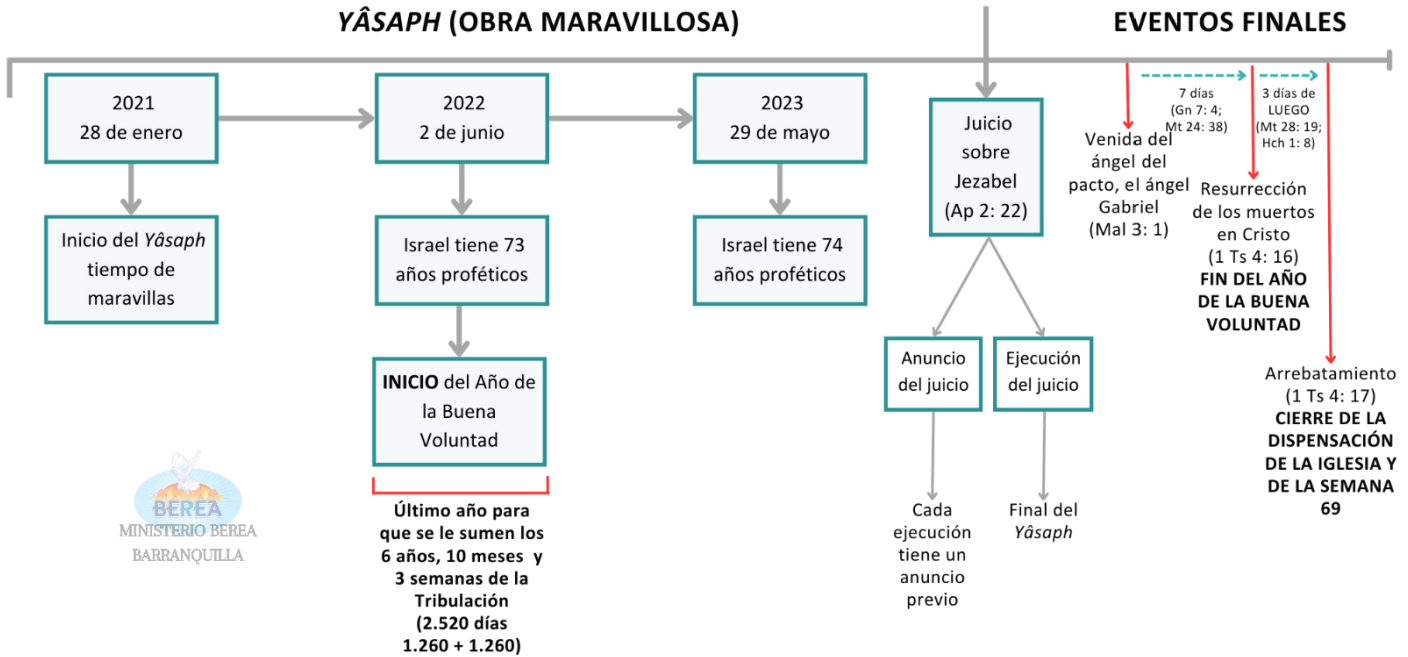 YÂSAPH (OBRA MARAVILLOSA)
EVENTOS FINALES
2021
28 de enero
2022
2 de junio
2023
29 de mayo
Inicio del Yâsaph
tiempo de
maravillas
Israel tiene 73
años proféticos
Israel tiene 74
años proféticos
INICIO del Año de
la Buena
Voluntad
Último año para
que se le sumen los
6 años, 10 meses y
3 semanas de la
Tribulación
(2.520 días
1.260 + 1.260)
Juicio
sobre
Jezabel
(Ap 2: 22)
Anuncio
del juicio
Ejecución
del juicio
Cada
ejecución
tiene un
anuncio
previo
Final del
Yâsaph
7 días
(Gn 7: 4;
Mt 24: 38)
3 días de
LUEGO
(Mt 28: 19;
Hch 1: 8)
Venida del
ángel del
pacto, el ángel
Gabriel
(Mal 3: 1)
Resurrección
de los muertos
en Cristo
(1 Ts 4: 16)
FIN DEL AÑO
DE LA BUENA
VOLUNTAD
Arrebatamiento
(1 Ts 4: 17)
CIERRE DE LA
DISPENSACIÓN
DE LA IGLESIA Y
DE LA SEMANA
69
BEREA
MINISTERIO BEREA
BARRANQUILLA